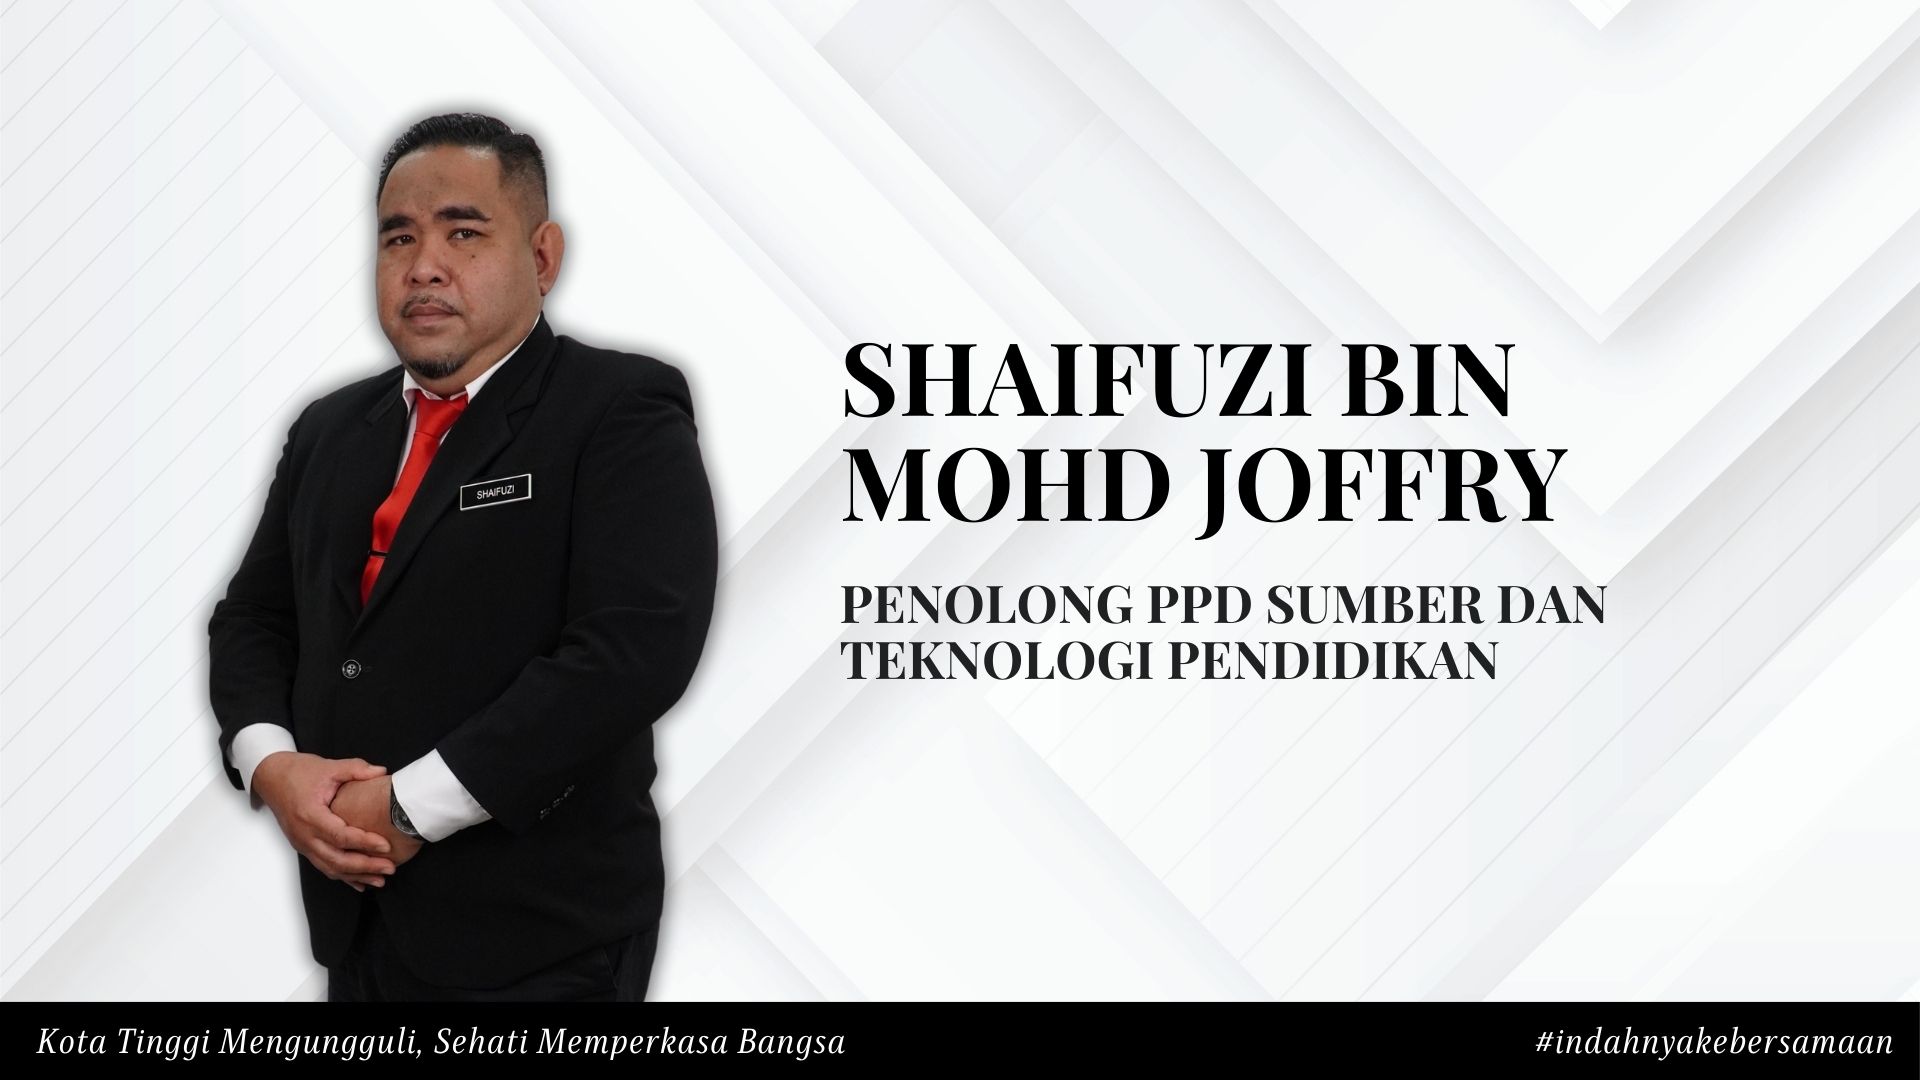 SHAIFUZI BIN
MOHD JOFFRY
SHAIFUZI
PENOLONG PPD SUMBER DAN
TEKNOLOGI PENDIDIKAN
Kota Tinggi Mengungguli, Sehati Memperkasa Bangsa
#indahnyakebersamaan